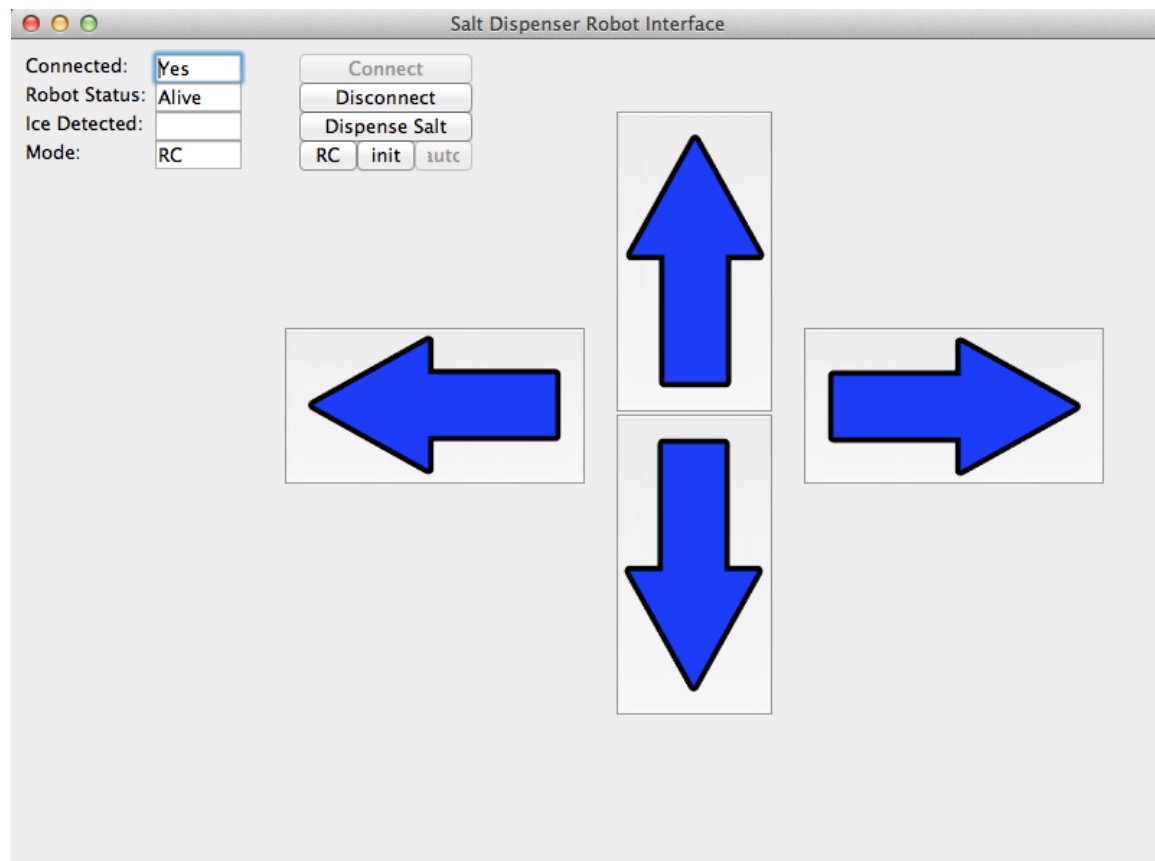 Salt Dispenser Robot Interface
Connected: Yes Connect
Robot Status: Alive Disconnect
Ice Detected: Dispense Salt
Mode: RC RC init autc